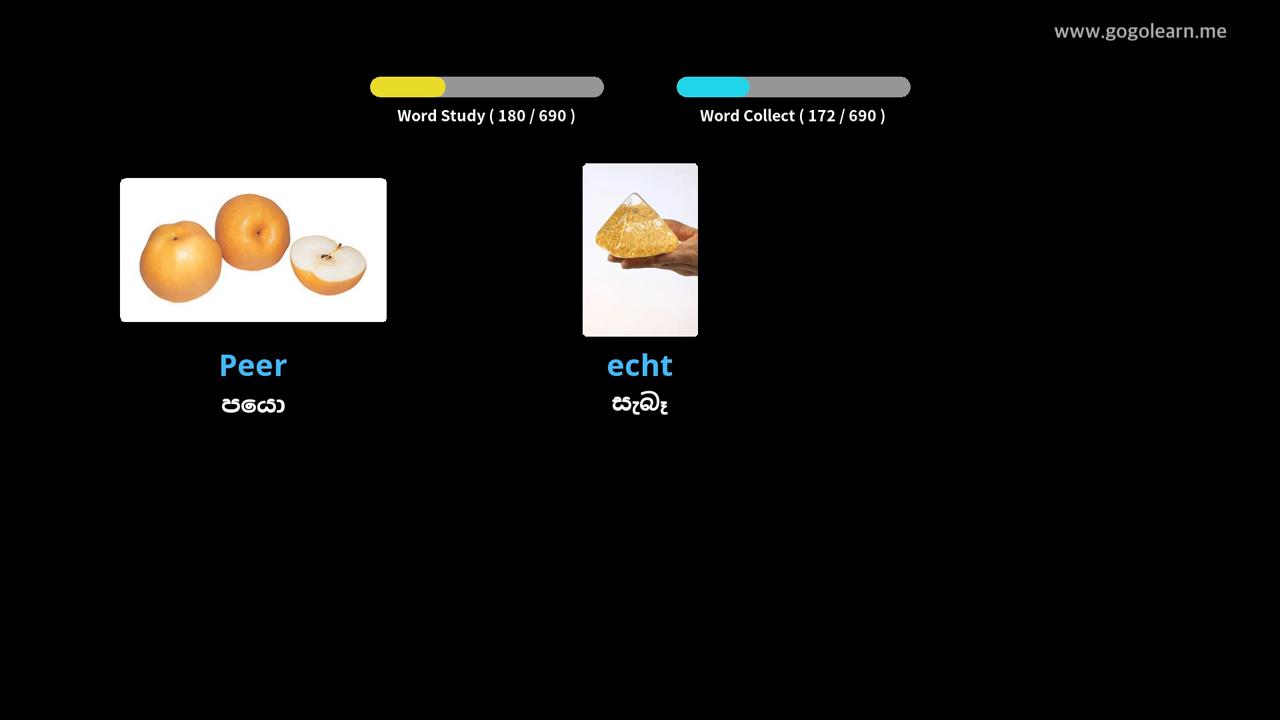 www.gogolearn.me
Word Study ( 180 / 690 )
Word Collect ( 172 / 690 )
Peer
පයො
echt
සැබෑ